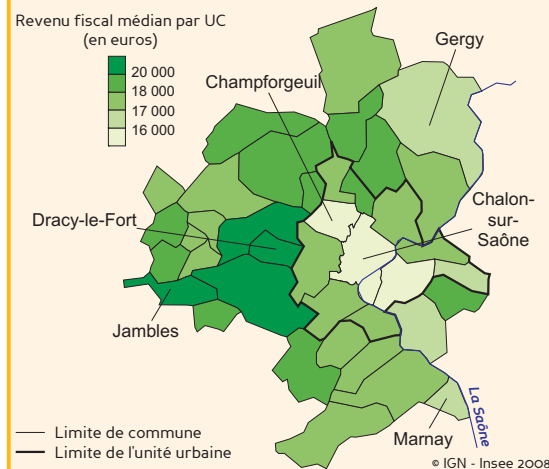 Revenu fiscal médian par UC
(en euros)
20 000
18 000
17 000
16 000
Gergy
Champforgeuil
Dracy-le-Fort
Chalon-
sur-
Saône
Jambles
La Saône
Marnay
Limite de commune
Limite de l'unité urbaine
© IGN - Insee 2008